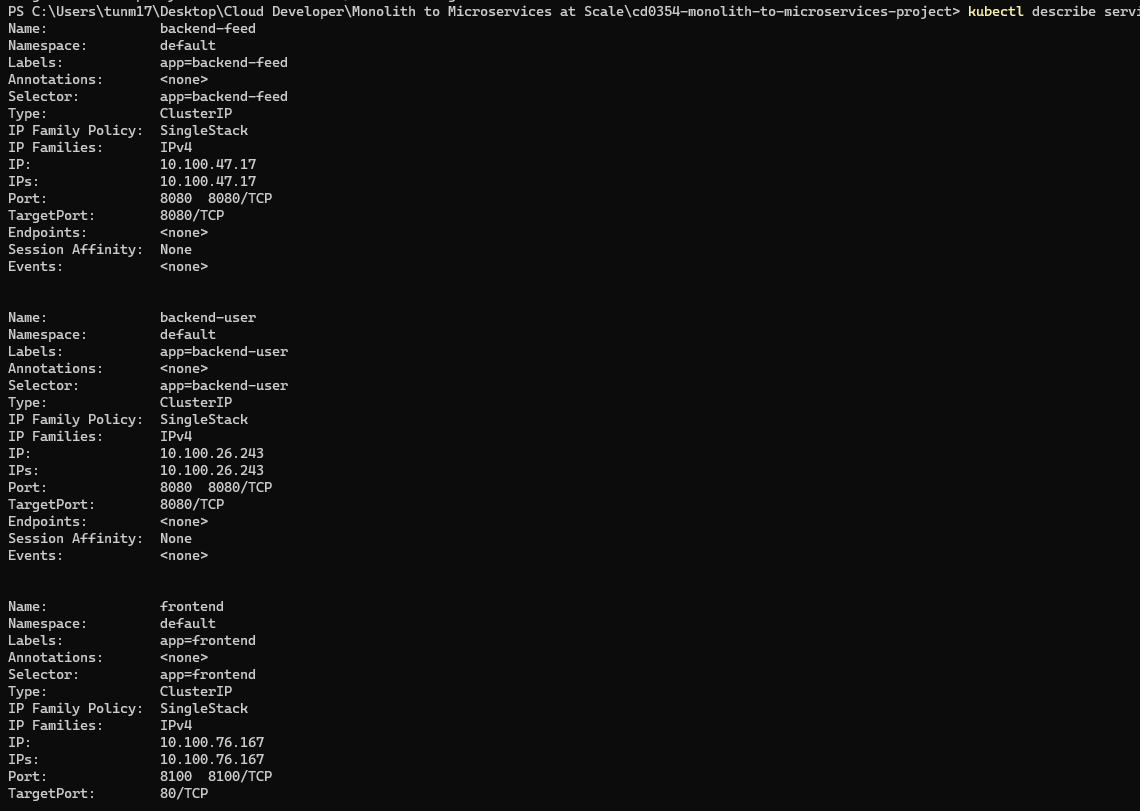 PS C:\Users\tunm17\Desktop\Cloud Developer\Monolith to Microservices at Scale\cd0354-monolith-to-microservices-project> kubectl describe servi
Name:              backend-feed
Namespace:         default
Labels:            app=backend-feed
Annotations:       <none>
Selector:          app=backend-feed
Type:              ClusterIP
IP Family Policy:  SingleStack
IP Families:       IPv4
IP:                10.100.47.17
IPs:               10.100.47.17
Port:              8080  8080/TCP
TargetPort:        8080/TCP
Endpoints:         <none>
Session Affinity:  None
Events:            <none>
Name:              backend-user
Namespace:         default
Labels:            app=backend-user
Annotations:       <none>
Selector:          app=backend-user
Type:              ClusterIP
IP Family Policy:  SingleStack
IP Families:       IPv4
IP:                10.100.26.243
IPs:               10.100.26.243
Port:              8080  8080/TCP
TargetPort:        8080/TCP
Endpoints:         <none>
Session Affinity:  None
Events:            <none>
Name:              frontend
Namespace:         default
Labels:            app=frontend
Annotations:       <none>
Selector:          app=frontend
Type:              ClusterIP
IP Family Policy:  SingleStack
IP Families:       IPv4
IP:                10.100.76.167
IPs:               10.100.76.167
Port:              8100  8100/TCP
TargetPort:        80/TCP